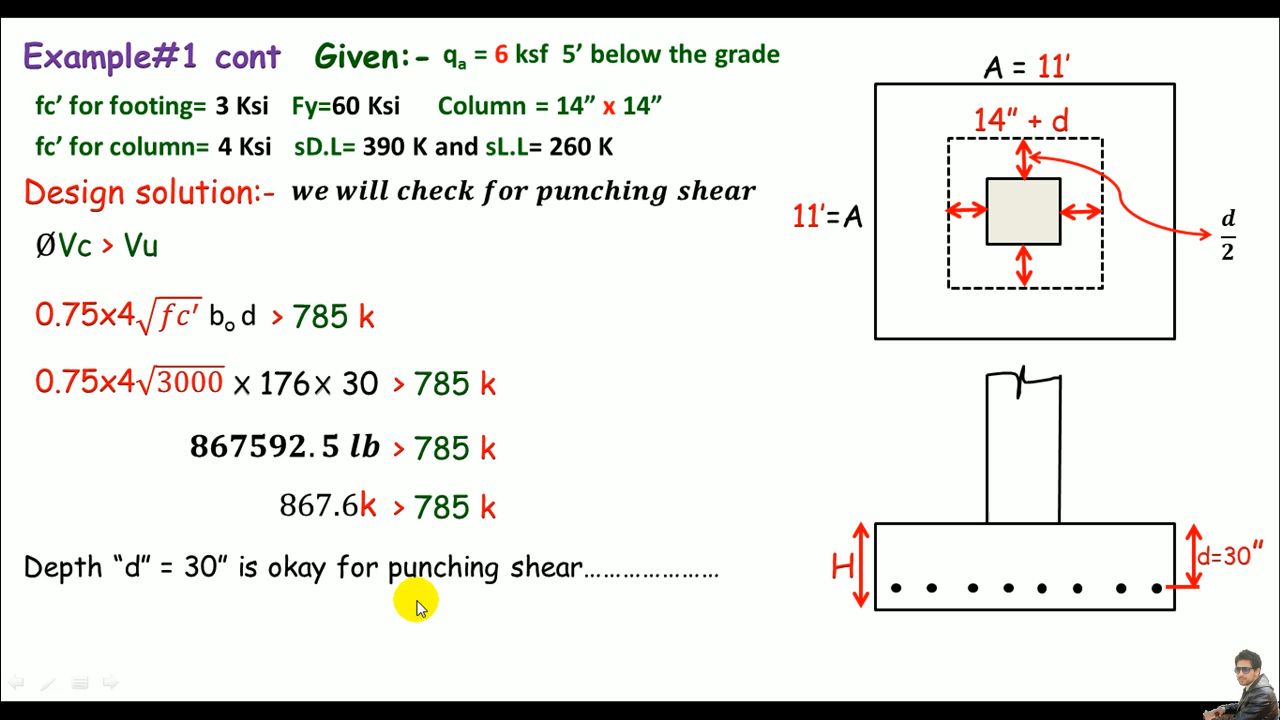 Example#1 cont Given:- qₐ = 6 ksf 5’ below the grade
fc’ for footing= 3 Ksi Fy=60 Ksi Column = 14” x 14”
fc’ for column= 4 Ksi sD.L= 390 K and sL.L= 260 K
Design solution:- we will check for punching shear
ØVc > Vu
0.75x4√fc′ bₒd > 785 k
0.75x4√3000 x 176 x 30 > 785 k
867592.5 lb > 785 k
867.6k > 785 k
Depth “d” = 30” is okay for punching shear...................
A = 11’
14” + d
11’=A
d/2
H
d=30”